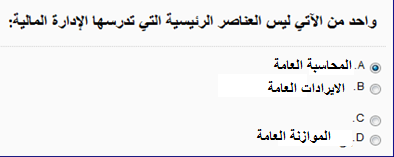 واحد من الآتي ليس العناصر الرئيسية التي تدرسها الإدارة المالية:
A. المحاسبة العامة
B. الايرادات العامة
C.
D. الموازنة العامة